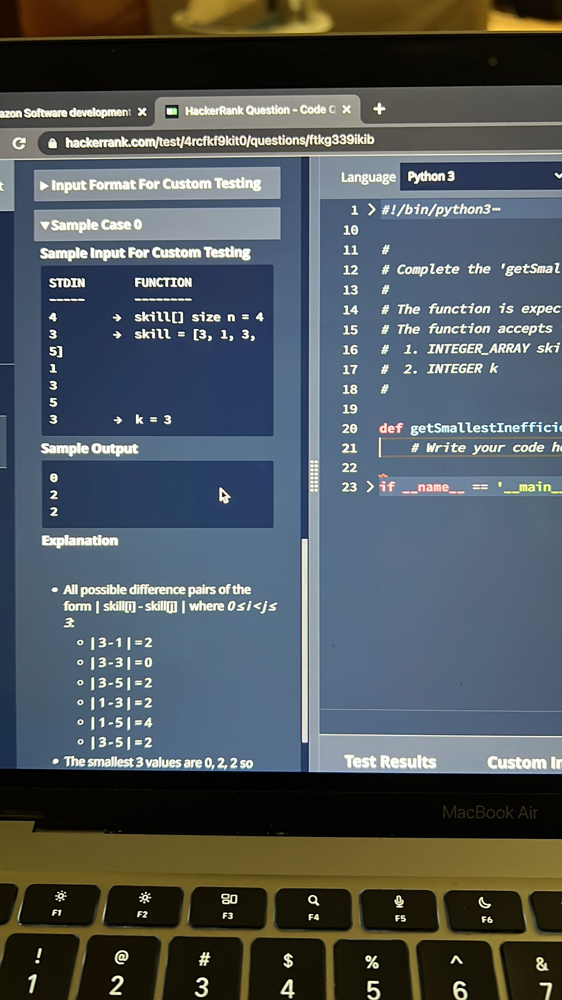 azon Software development
HackerRank Question - Code C
hackerrank.com/test/4rcfkf9kit0/questions/ftkg339ikib
Input Format For Custom Testing
Sample Case 0
Sample Input For Custom Testing
STDIN FUNCTION
----- --------
4 → skill[] size n = 4
3 → skill = [3, 1, 3,
5]
1
3
5
3 → k = 3
Sample Output
0
2
2
Explanation
• All possible difference pairs of the
form | skill[i] - skill[j] | where 0 ≤ i < j ≤
3:
○ |3-1|=2
○ |3-3|=0
○ |3-5|=2
○ |1-3|=2
○ |1-5|=4
○ |3-5|=2
• The smallest 3 values are 0, 2, 2 so
Language Python 3
1 #!/bin/python3
10
11 #
12 # Complete the 'getSmal
13 #
14 # The function is expec
15 # The function accepts
16 # 1. INTEGER_ARRAY ski
17 # 2. INTEGER k
18 #
19
20 def getSmallestInefficie
21 # Write your code he
22
23 if __name__ == '__main_
Test Results Custom In
MacBook Air
F1 F2 F3 F4 F5 F6
! @ # $ % ^ &
1 2 3 4 5 6 7